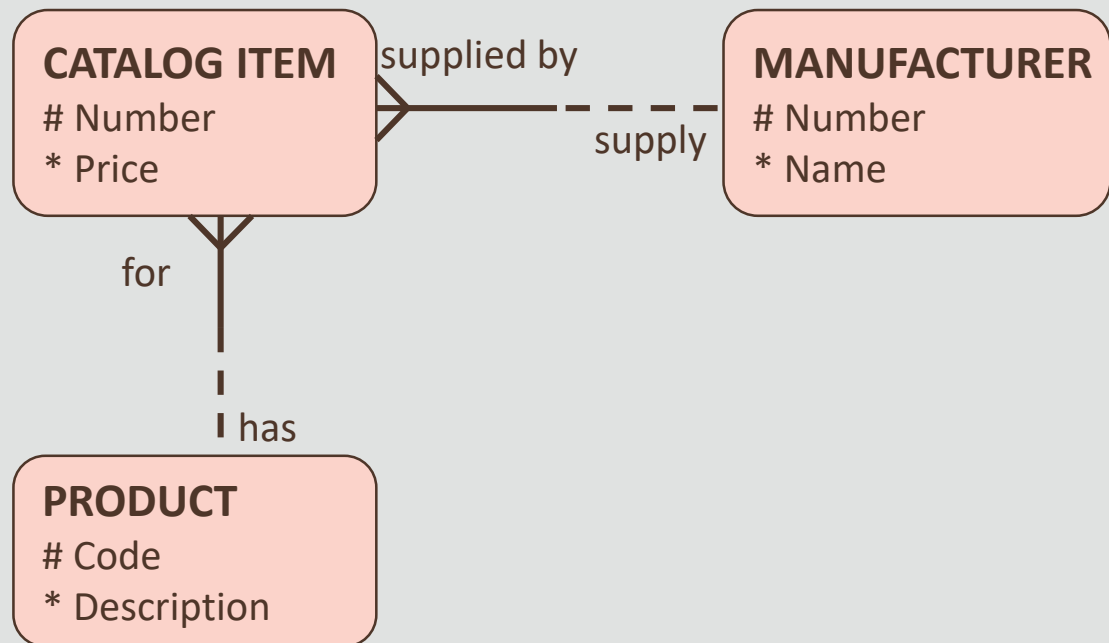 CATALOG ITEM
# Number
* Price
supplied by
supply
MANUFACTURER
# Number
* Name
for
has
PRODUCT
# Code
* Description